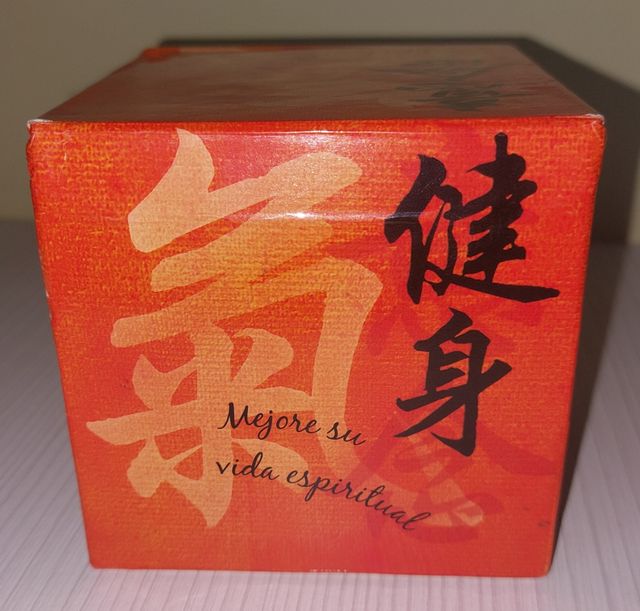 氣
健身
Mejore su
vida espiritual